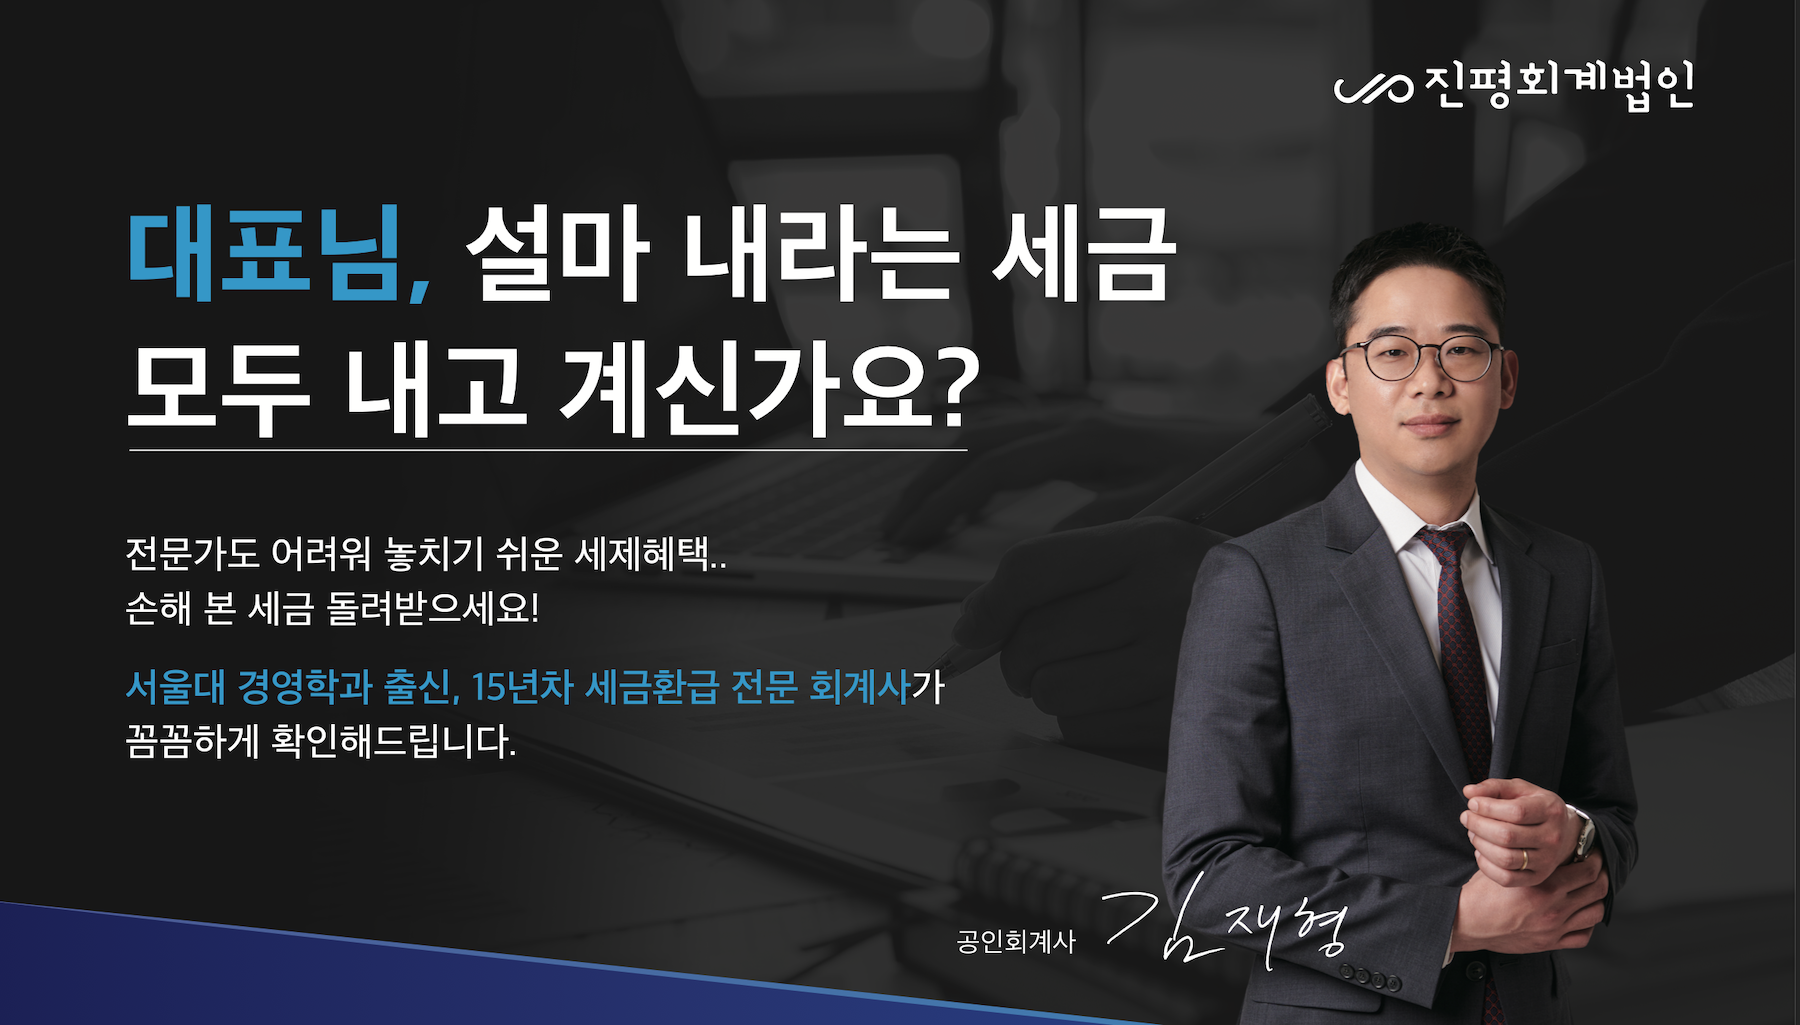 진평회계법인
대표님, 설마 내라는 세금
모두 내고 계신가요?
전문가도 어려워 놓치기 쉬운 세제혜택..
손해 본 세금 돌려받으세요!
서울대 경영학과 출신, 15년차 세금환급 전문 회계사가
꼼꼼하게 확인해드립니다.
공인회계사 김재형